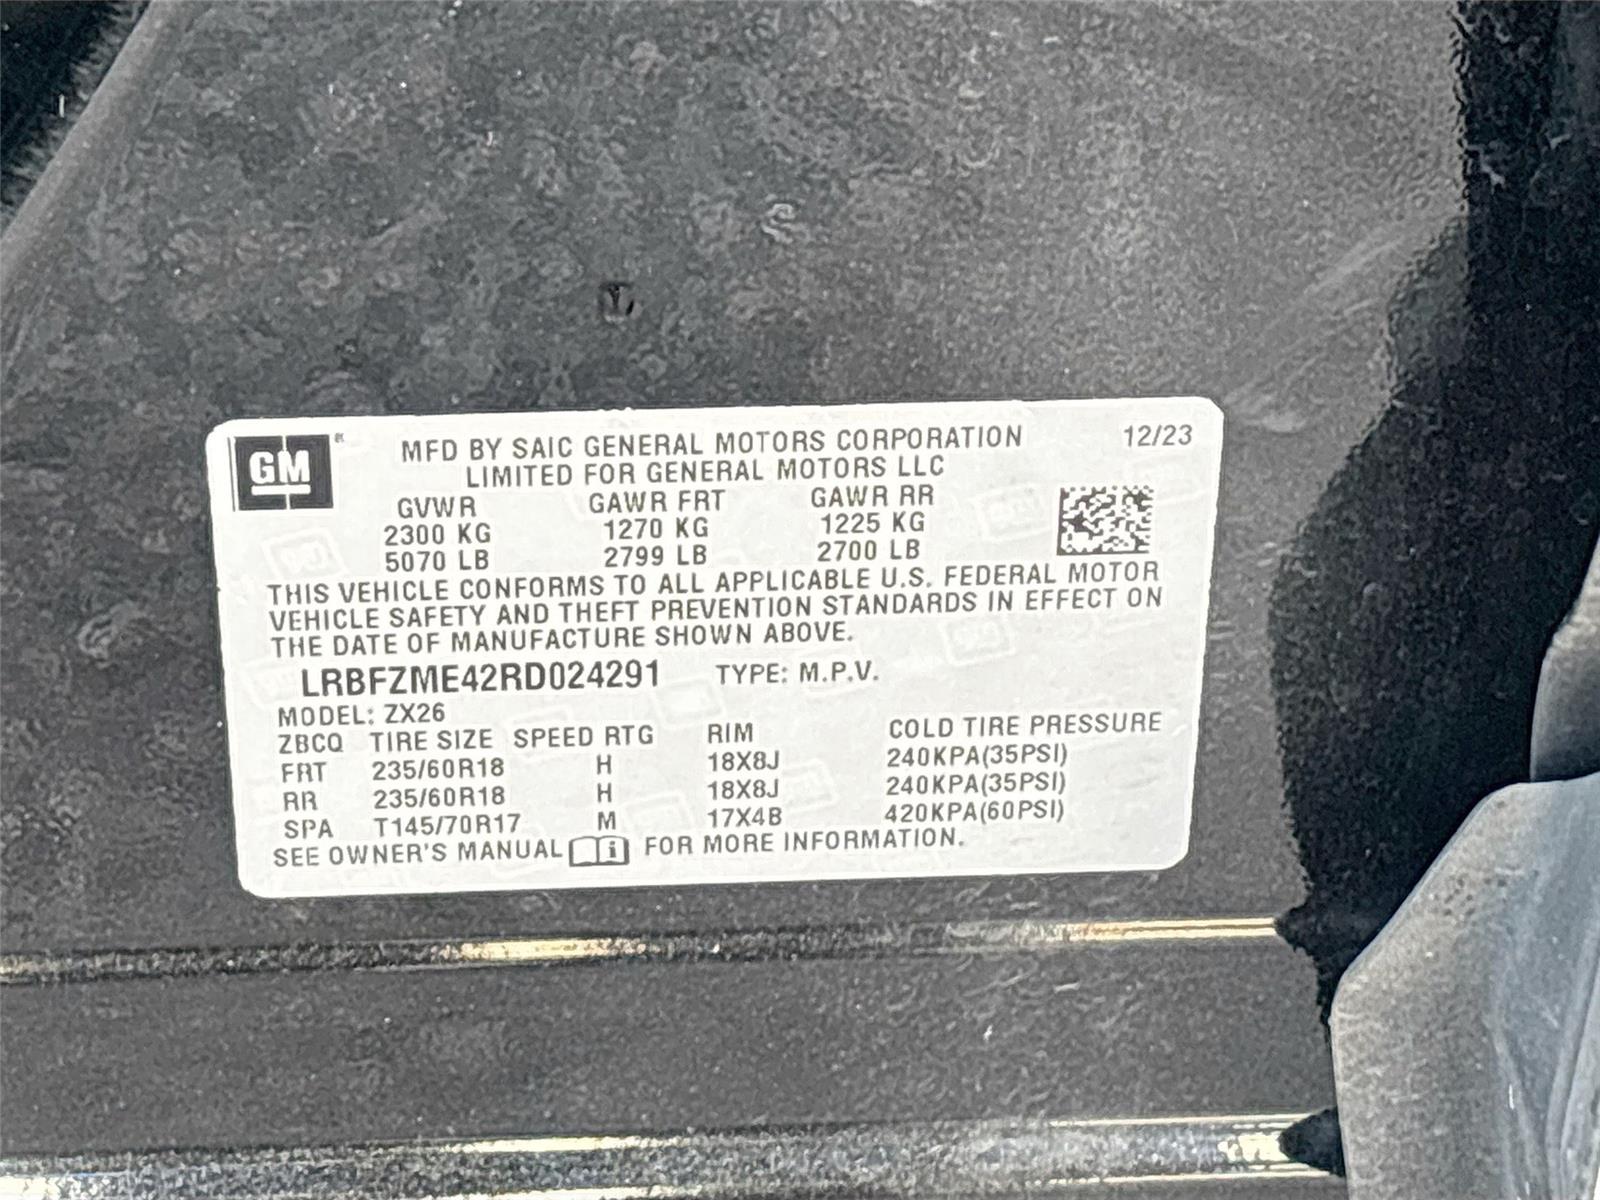 GM
MFD BY SAIC GENERAL MOTORS CORPORATION 12/23
LIMITED FOR GENERAL MOTORS LLC
GVWR GAWR FRT GAWR RR
2300 KG 1270 KG 1225 KG
5070 LB 2799 LB 2700 LB
THIS VEHICLE CONFORMS TO ALL APPLICABLE U.S. FEDERAL MOTOR
VEHICLE SAFETY AND THEFT PREVENTION STANDARDS IN EFFECT ON
THE DATE OF MANUFACTURE SHOWN ABOVE.
LRBFZME42RD024291 TYPE: M.P.V.
MODEL: ZX26
ZBCQ TIRE SIZE SPEED RTG RIM COLD TIRE PRESSURE
FRT 235/60R18 H 18X8J 240KPA(35PSI)
RR 235/60R18 H 18X8J 240KPA(35PSI)
SPA T145/70R17 M 17X4B 420KPA(60PSI)
SEE OWNER'S MANUAL i FOR MORE INFORMATION.